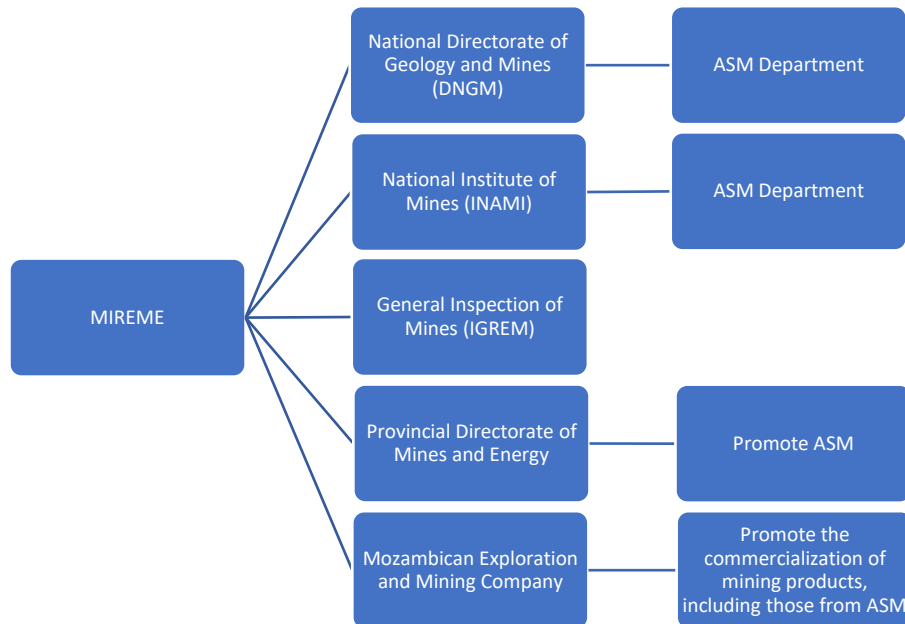 National Directorate of
Geology and Mines
(DNGM)
ASM Department
National Institute of
Mines (INAMI)
ASM Department
MIREME
General Inspection of
Mines (IGREM)
Provincial Directorate of
Mines and Energy
Promote ASM
Mozambican Exploration
and Mining Company
Promote the
commercialization of
mining products,
including those from ASM